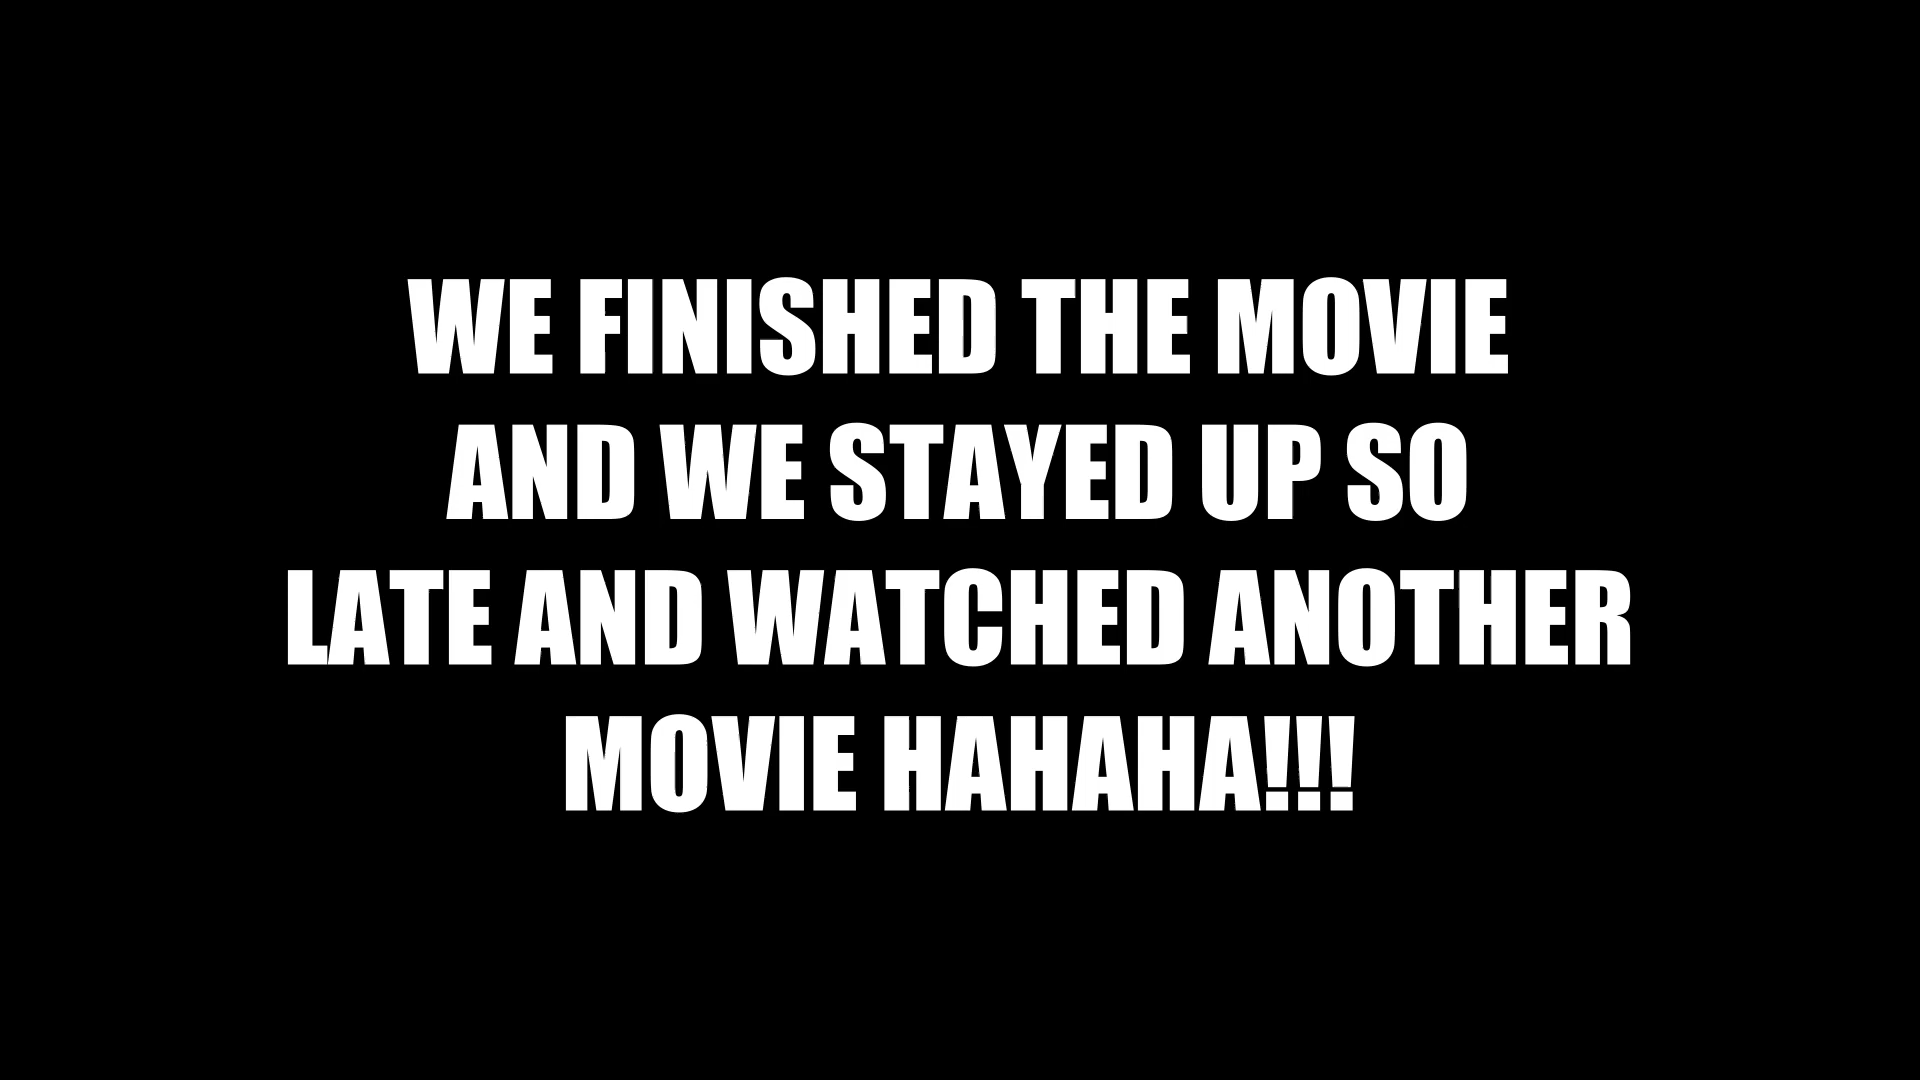 WE FINISHED THE MOVIE
AND WE STAYED UP SO
LATE AND WATCHED ANOTHER
MOVIE HAHAHA!!!